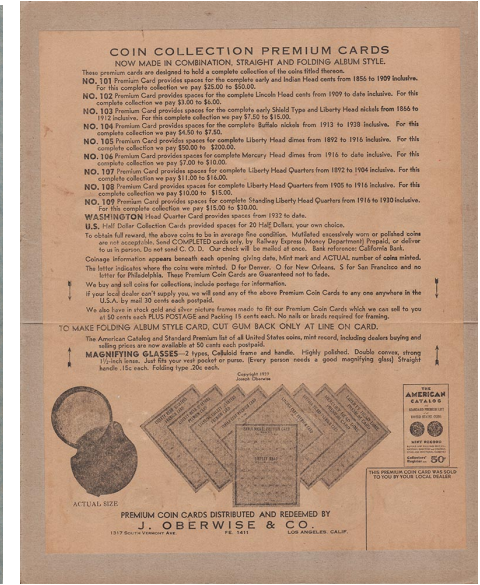 COIN COLLECTION PREMIUM CARDS
NOW MADE IN COMBINATION, STRAIGHT AND FOLDING ALBUM STYLE.
These premium cards are designed to hold a complete collection of the coins titled thereon.
NO. 101 Premium Card provides spaces for the complete early and Indian Head cents from 1856 to 1909 inclusive.
For this complete collection we pay $25.00 to $50.00.
NO. 102 Premium Card provides spaces for the complete Lincoln Head cents from 1909 to date inclusive. For this
complete collection we pay $3.00 to $6.00.
NO. 103 Premium Card provides spaces for the complete early Shield Type and Liberty Head nickels from 1866 to
1912 inclusive. For this complete collection we pay $7.50 to $15.00.
NO. 104 Premium Card provides spaces for the complete Buffalo nickels from 1913 to 1938 inclusive. For this
complete collection we pay $4.50 to $7.50.
NO. 105 Premium Card provides spaces for complete Liberty Head dimes from 1892 to 1916 inclusive. For this
complete collection we pay $50.00 to $200.00.
NO. 106 Premium Card provides spaces for complete Mercury Head dimes from 1916 to date inclusive. For this
complete collection we pay $7.00 to $10.00.
NO. 107 Premium Card provides spaces for complete Liberty Head Quarters from 1892 to 1904 inclusive. For this
complete collection we pay $11.00 to $16.00.
NO. 108 Premium Card provides spaces for complete Liberty Head Quarters from 1905 to 1916 inclusive. For this
complete collection we pay $10.00 to $15.00.
NO. 109 Premium Card provides spaces for complete Standing Liberty Head Quarters from 1916 to 1930 inclusive.
For this complete collection we pay $15.00 to $30.00.
WASHINGTON Head Quarter Card provides spaces from 1932 to date.
U.S. Half Dollar Collection Cards provides spaces for 20 Half Dollars, your own choice.
To obtain full reward, the above coins to be in average fine condition. Mutilated excessively worn or polished coins
are not acceptable. Send COMPLETED cards only, by Railway Express (Money Department) Prepaid, or deliver
to us in person. Do not send C. O. D. Our check will be mailed at once. Bank reference: California Bank.
Coinage information appears beneath each opening giving date, Mint mark and ACTUAL number of coins minted.
The letter indicates where the coins were minted. D for Denver. O for New Orleans. S for San Francisco and no
letter for Philadelphia. These Premium Coin Cards are Guaranteed not to fade.
We buy and sell coins for collections, include postage for information.
If your local dealer can't supply you, we will send any of the above Premium Coin Cards to any one anywhere in the
U.S.A. by mail 30 cents each postpaid.
We also have in stock gold and silver picture frames made to fit our Premium Coin Cards which we can sell to you
at 50 cents each PLUS POSTAGE and Packing 15 cents each. No nails or brads required for framing.
TO MAKE FOLDING ALBUM STYLE CARD, CUT GUM BACK ONLY AT LINE ON CARD.
The American Catalog and Standard Premium list of all United States coins, mint record, including dealers buying and
selling prices are now available at 50 cents each postpaid.
MAGNIFYING GLASSES—2 types, Celluloid frame and handle. Highly polished. Double convex, strong
1½-inch lense. Just fits your vest pocket or purse. (Every person needs a good magnifying glass) Straight
handle .15c each. Folding type .20c each.
Copyright 1939
Joseph Oberwise
THE
AMERICAN
CATALOG
AND
STANDARD PREMIUM LIST
OF
UNITED STATES COINS
MINT RECORD
50¢
ACTUAL SIZE
THIS PREMIUM COIN CARD WAS SOLD
TO YOU BY YOUR LOCAL DEALER
PREMIUM COIN CARDS DISTRIBUTED AND REDEEMED BY
J. OBERWISE & CO.
1317 SOUTH VERMONT AVE. FE. 1411 LOS ANGELES, CALIF.